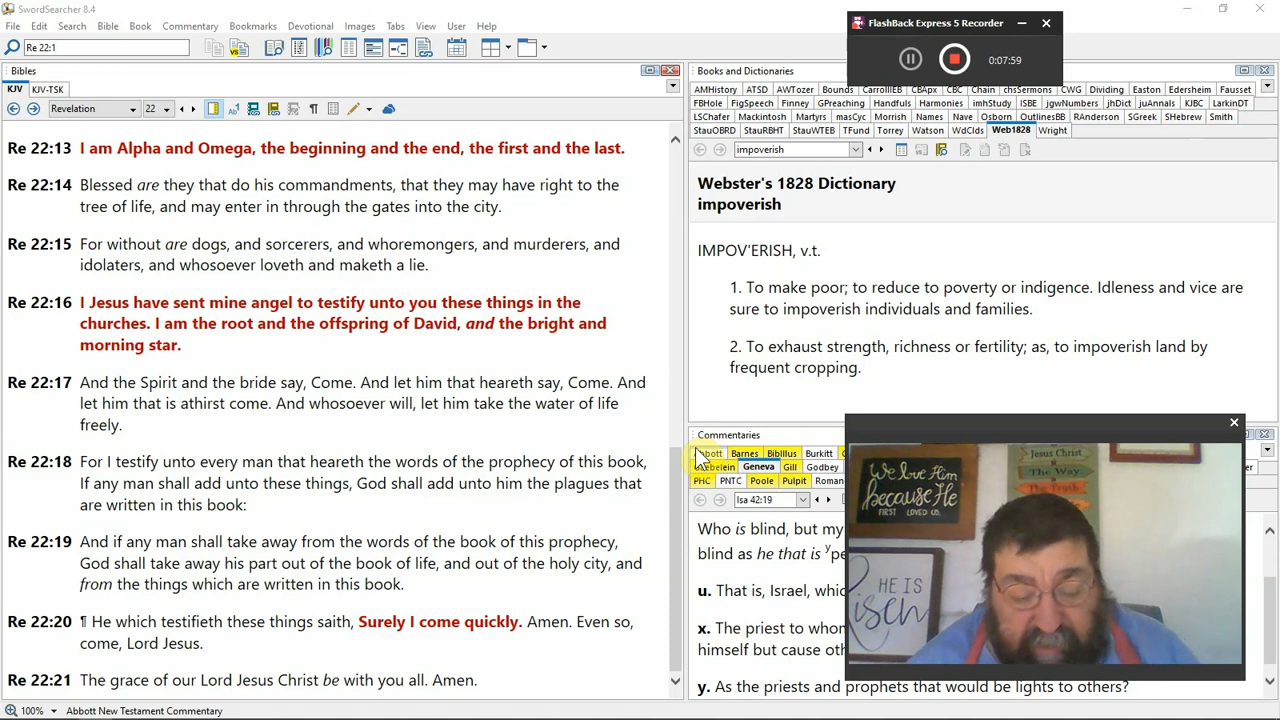 SwordSearcher 8.4
File Edit Search Bible Book Commentary Bookmarks Devotional Images Tabs View User Help
Re 22:1
VS
FlashBack Express 5 Recorder
0:07:59
Bibles
KJV KJV-TSK
Revelation 22
Re 22:13 I am Alpha and Omega, the beginning and the end, the first and the last.
Re 22:14 Blessed are they that do his commandments, that they may have right to the
tree of life, and may enter in through the gates into the city.
Re 22:15 For without are dogs, and sorcerers, and whoremongers, and murderers, and
idolaters, and whosoever loveth and maketh a lie.
Re 22:16 I Jesus have sent mine angel to testify unto you these things in the
churches. I am the root and the offspring of David, and the bright and
morning star.
Re 22:17 And the Spirit and the bride say, Come. And let him that heareth say, Come. And
let him that is athirst come. And whosoever will, let him take the water of life
freely.
Re 22:18 For I testify unto every man that heareth the words of the prophecy of this book,
If any man shall add unto these things, God shall add unto him the plagues that
are written in this book:
Re 22:19 And if any man shall take away from the words of the book of this prophecy,
God shall take away his part out of the book of life, and out of the holy city, and
from the things which are written in this book.
Re 22:20 ¶ He which testifieth these things saith, Surely I come quickly. Amen. Even so,
come, Lord Jesus.
Re 22:21 The grace of our Lord Jesus Christ be with you all. Amen.
100% Abbott New Testament Commentary
Books and Dictionaries
AMHistory ATSD AWTozer Bounds CarrollEB CBApx CBC Chain chsSermons CWG Dividing Easton Edersheim Fausset
FBHole FigSpeech Finney GPreaching Handfuls Harmonies imhStudy ISBE jgwNumbers jhDict juAnnals KJBC LarkinDT
LSChafer Mackintosh Martyrs masCyc Morrish Names Nave Osborn OutlinesBB RAnderson SGreek SHebrew Smith
StauOBRD StauRBHT StauWTEB TFund Torrey Watson WdClids Web1828 Wright
impoverish
Webster's 1828 Dictionary
impoverish
IMPOV'ERISH, v.t.
1. To make poor; to reduce to poverty or indigence. Idleness and vice are
sure to impoverish individuals and families.
2. To exhaust strength, richness or fertility; as, to impoverish land by
frequent cropping.
Commentaries
Barnes BibIllus Burkitt
Geneva Gill Godbey
PHC PNTC Poole Pulpit Roman
Isa 42:19
Who is blind, but my
blind as he that is
u. That is, Israel,
x. The priest to whom
himself but cause
y. As the priests and prophets that would be lights to others?
We love Him
because He
FIRST LOVED US.
Jesus Christ
The Way
The Truth
HE IS
Risen